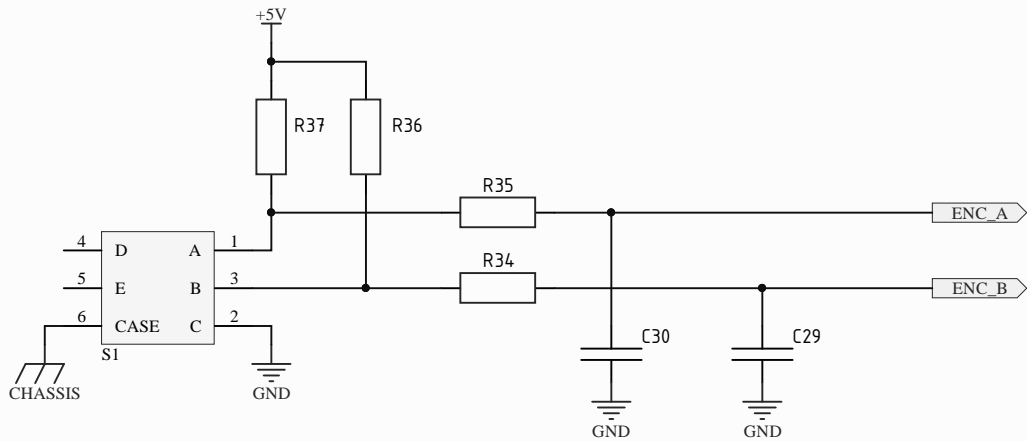 +5V
R37
R36
R35
ENC_A
4
D
A
1
R34
5
E
B
3
ENC_B
6
CASE
C
2
S1
C30
C29
CHASSIS
GND
GND
GND